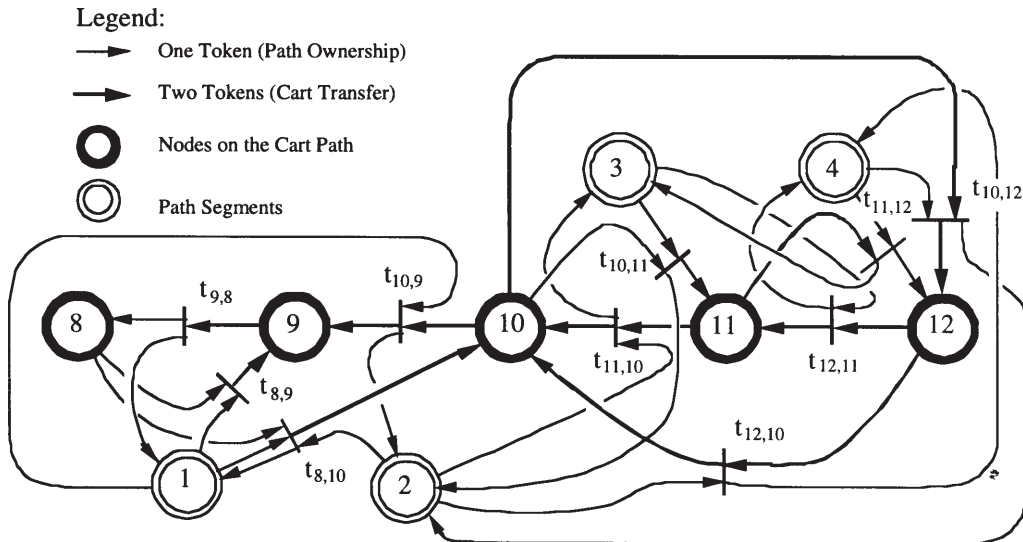 Legend:
One Token (Path Ownership)
Two Tokens (Cart Transfer)
Nodes on the Cart Path
Path Segments
3
4
t10,12
t11,12
t10,11
t10,9
t9,8
8
9
10
11
12
t11,10
t12,11
t8,9
t12,10
t8,10
1
2